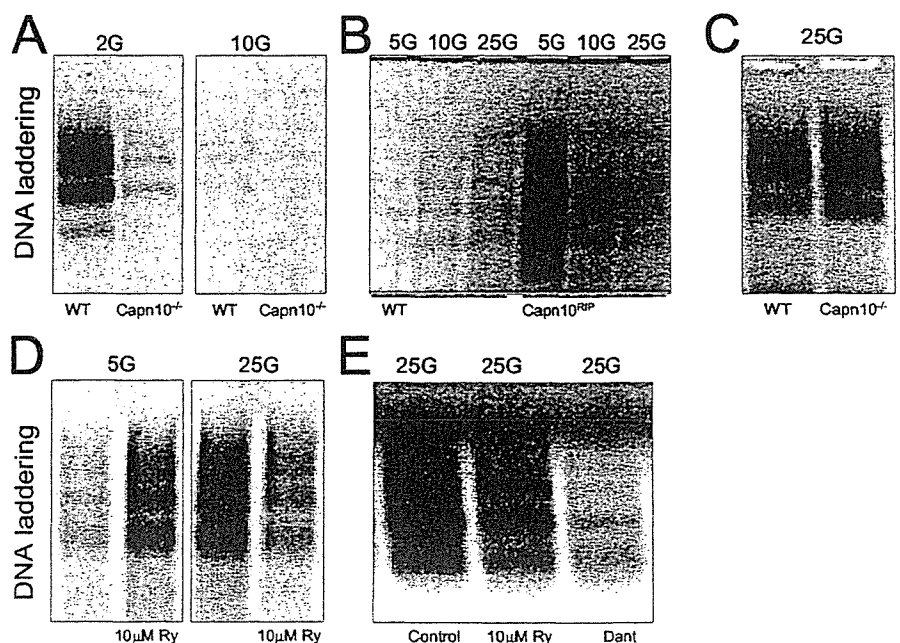 A B C
2G 10G 5G 10G 25G 5G 10G 25G 25G
DNA laddering
WT Capn10-/- WT Capn10-/- WT Capn10RIP WT Capn10-/-
D E
5G 25G 25G 25G 25G
DNA laddering
10µM Ry 10µM Ry Control 10µM Ry Dant